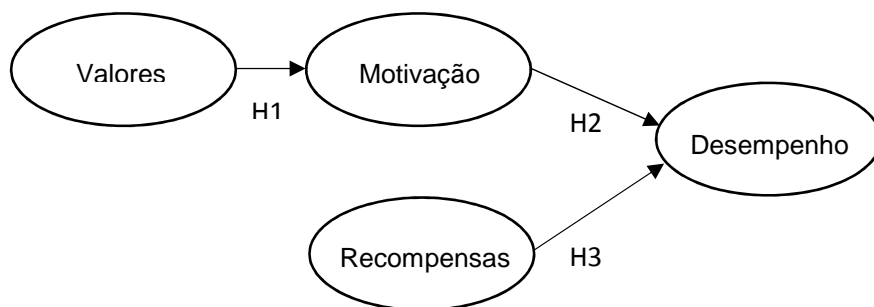 Valores
Motivação
H1
H2
Desempenho
Recompensas
H3